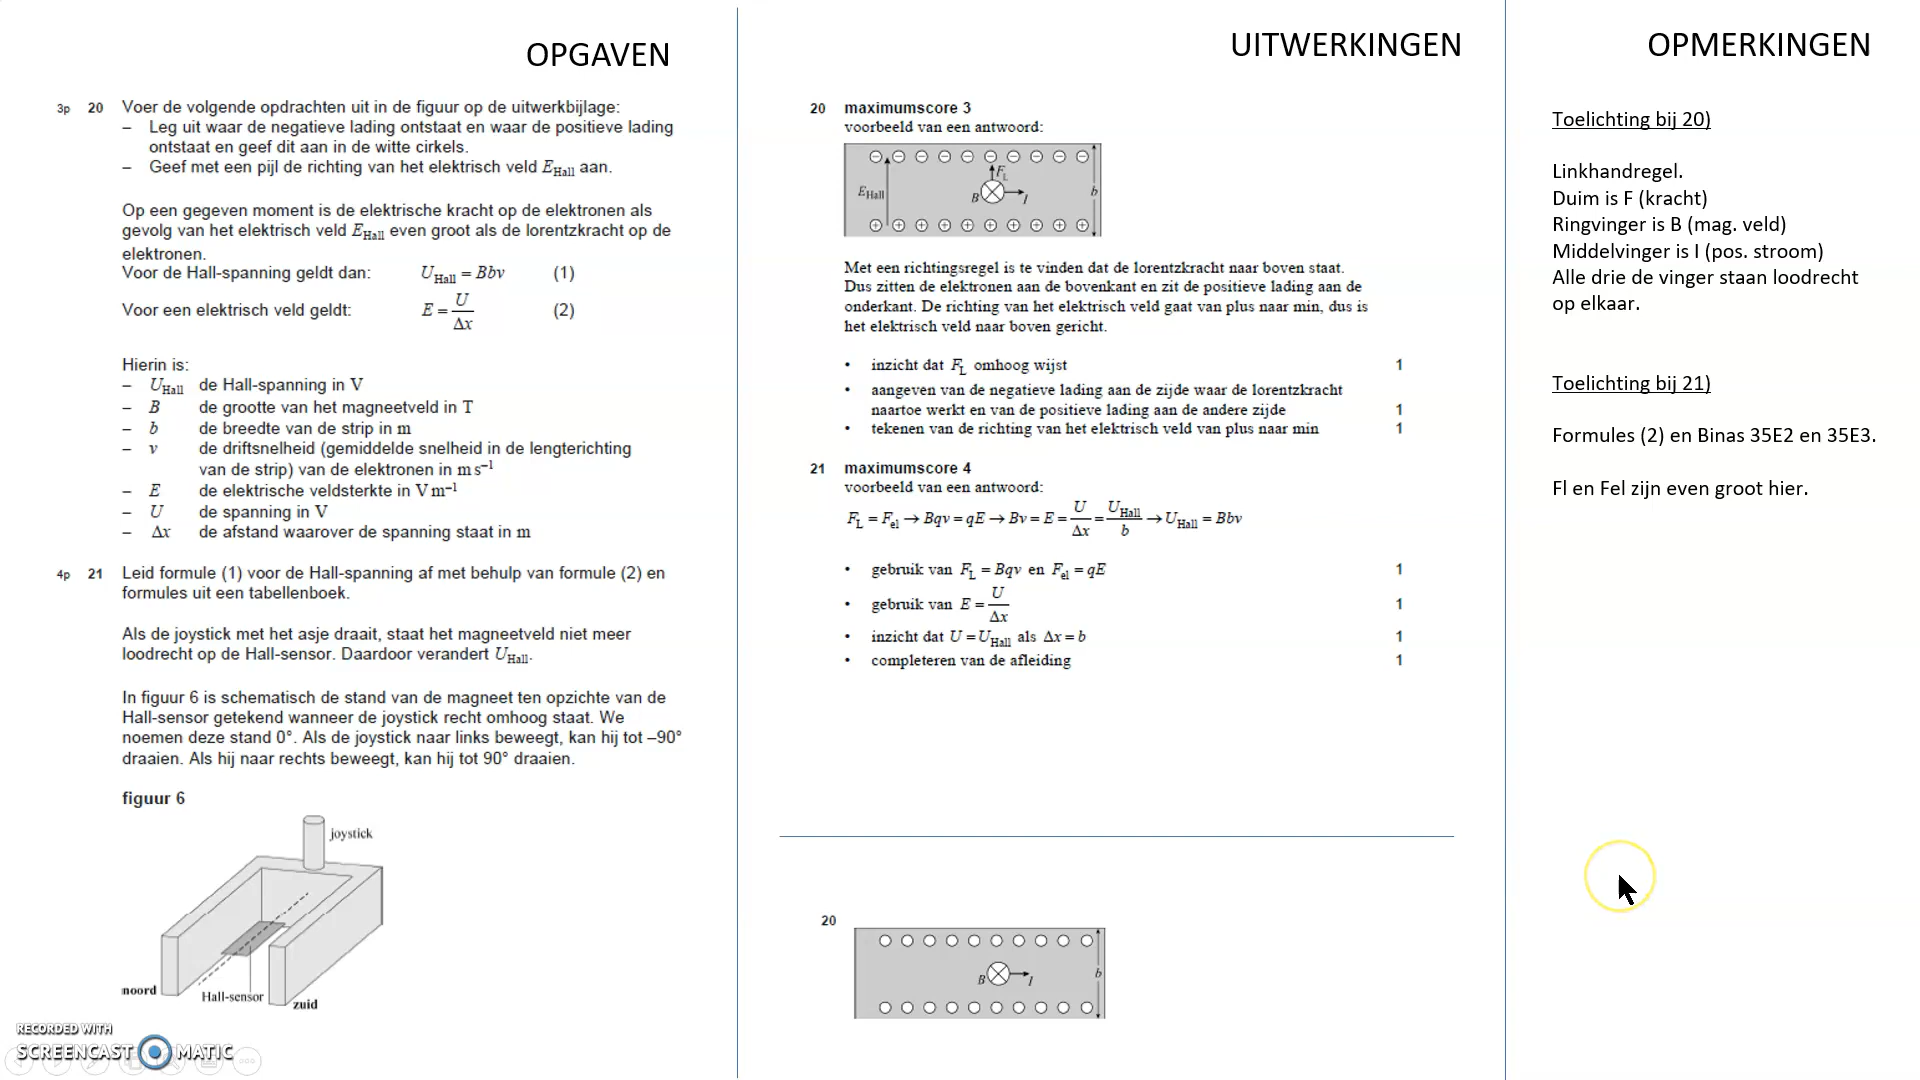 OPGAVEN
3p 20 Voer de volgende opdrachten uit in de figuur op de uitwerkbijlage:
– Leg uit waar de negatieve lading ontstaat en waar de positieve lading
ontstaat en geef dit aan in de witte cirkels.
– Geef met een pijl de richting van het elektrisch veld E_Hall aan.
Op een gegeven moment is de elektrische kracht op de elektronen als
gevolg van het elektrisch veld E_Hall even groot als de lorentzkracht op de
elektronen.
Voor de Hall-spanning geldt dan: U_Hall = Bbv (1)
Voor een elektrisch veld geldt: E = U/Δx (2)
Hierin is:
– U_Hall de Hall-spanning in V
– B de grootte van het magneetveld in T
– b de breedte van de strip in m
– v de driftsnelheid (gemiddelde snelheid in de lengterichting
van de strip) van de elektronen in m s⁻¹
– E de elektrische veldsterkte in V m⁻¹
– U de spanning in V
– Δx de afstand waarover de spanning staat in m
4p 21 Leid formule (1) voor de Hall-spanning af met behulp van formule (2) en
formules uit een tabellenboek.
Als de joystick met het asje draait, staat het magneetveld niet meer
loodrecht op de Hall-sensor. Daardoor verandert U_Hall.
In figuur 6 is schematisch de stand van de magneet ten opzichte van de
Hall-sensor getekend wanneer de joystick recht omhoog staat. We
noemen deze stand 0°. Als de joystick naar links beweegt, kan hij tot –90°
draaien. Als hij naar rechts beweegt, kan hij tot 90° draaien.
figuur 6
joystick
noord
Hall-sensor
zuid
RECORDED WITH
SCREENCAST MATIC
UITWERKINGEN
20 maximumscore 3
voorbeeld van een antwoord:
F_L
E_Hall
B
I
b
Met een richtingsregel is te vinden dat de lorentzkracht naar boven staat.
Dus zitten de elektronen aan de bovenkant en zit de positieve lading aan de
onderkant. De richting van het elektrisch veld gaat van plus naar min, dus is
het elektrisch veld naar boven gericht.
• inzicht dat F_L omhoog wijst 1
• aangeven van de negatieve lading aan de zijde waar de lorentzkracht
naartoe werkt en van de positieve lading aan de andere zijde 1
• tekenen van de richting van het elektrisch veld van plus naar min 1
21 maximumscore 4
voorbeeld van een antwoord:
F_L = F_el → Bqv = qE → Bv = E = U/Δx = U_Hall/b → U_Hall = Bbv
• gebruik van F_L = Bqv en F_el = qE 1
• gebruik van E = U/Δx 1
• inzicht dat U = U_Hall als Δx = b 1
• completeren van de afleiding 1
20
B
I
b
OPMERKINGEN
Toelichting bij 20)
Linkhandregel.
Duim is F (kracht)
Ringvinger is B (mag. veld)
Middelvinger is I (pos. stroom)
Alle drie de vinger staan loodrecht
op elkaar.
Toelichting bij 21)
Formules (2) en Binas 35E2 en 35E3.
Fl en Fel zijn even groot hier.